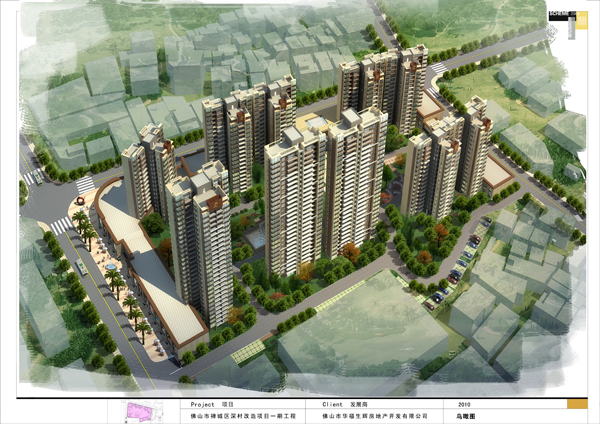 SCHEME
Project 项目
Client 发展商
2010
佛山市禅城区深村改造项目一期工程
佛山市华福生辉房地产开发有限公司
鸟瞰图